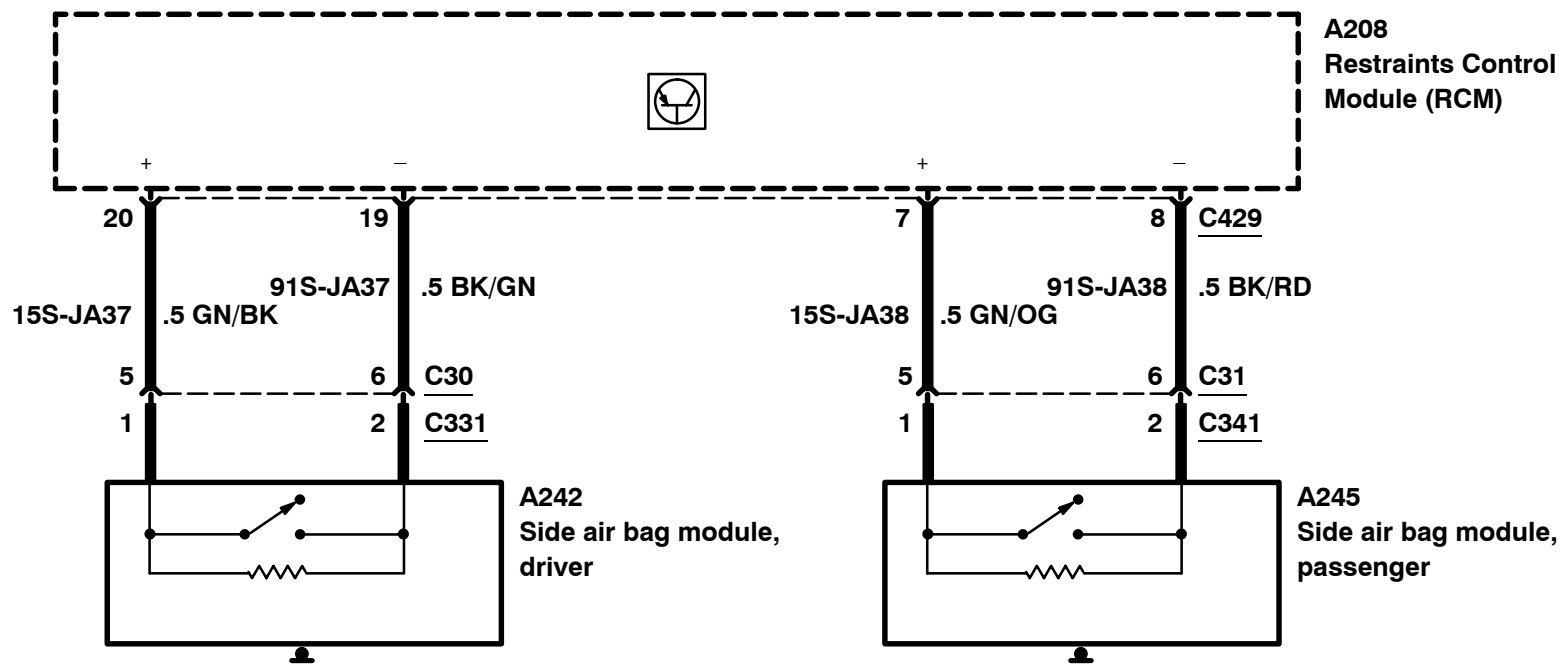 A208
Restraints Control
Module (RCM)
+ – + –
20 19 7 8 C429
91S-JA37 .5 BK/GN 91S-JA38 .5 BK/RD
15S-JA37 .5 GN/BK 15S-JA38 .5 GN/OG
5 6 C30 5 6 C31
1 2 C331 1 2 C341
A242
Side air bag module,
driver
A245
Side air bag module,
passenger